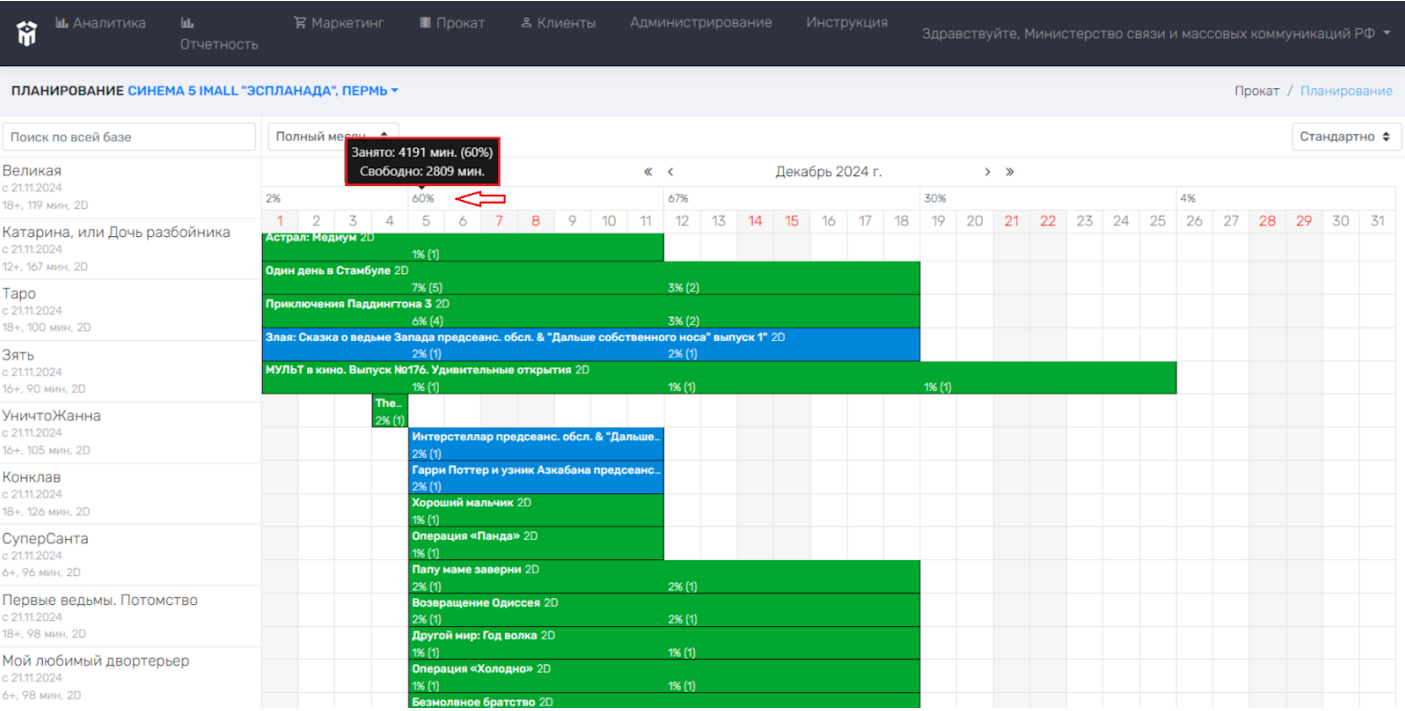 Аналитика
Отчетность
Маркетинг
Прокат
Клиенты
Администрирование
Инструкция
Здравствуйте, Министерство связи и массовых коммуникаций РФ
ПЛАНИРОВАНИЕ СИНЕМА 5 IMALL "ЭСПЛАНАДА", ПЕРМЬ
Прокат / Планирование
Поиск по всей базе
Полный месяц
Стандартно
Занято: 4191 мин. (60%)
Свободно: 2809 мин.
« ‹ Декабрь 2024 г. › »
2% 60% 67% 30% 4%
1 2 3 4 5 6 7 8 9 10 11 12 13 14 15 16 17 18 19 20 21 22 23 24 25 26 27 28 29 30 31
Великая
с 21.11.2024
18+, 119 мин, 2D
Катарина, или Дочь разбойника
с 21.11.2024
12+, 167 мин, 2D
Таро
с 21.11.2024
18+, 100 мин, 2D
Зять
с 21.11.2024
16+, 90 мин, 2D
УничтоЖанна
с 21.11.2024
16+, 105 мин, 2D
Конклав
с 21.11.2024
18+, 126 мин, 2D
СуперСанта
с 21.11.2024
6+, 96 мин, 2D
Первые ведьмы. Потомство
с 21.11.2024
18+, 98 мин, 2D
Мой любимый двортерьер
с 21.11.2024
6+, 98 мин, 2D
Астрал: Медиум 2D
1% (1)
Один день в Стамбуле 2D
7% (5) 3% (2)
Приключения Паддингтона 3 2D
6% (4) 3% (2)
Злая: Сказка о ведьме Запада предсеанс. обсл. & "Дальше собственного носа" выпуск 1" 2D
2% (1) 2% (1)
МУЛЬТ в кино. Выпуск №176. Удивительные открытия 2D
1% (1) 1% (1) 1% (1)
The...
2% (1)
Интерстеллар предсеанс. обсл. & "Дальше...
2% (1)
Гарри Поттер и узник Азкабана предсеанс...
2% (1)
Хороший мальчик 2D
1% (1)
Операция «Панда» 2D
1% (1)
Папу маме заверни 2D
2% (1) 2% (1)
Возвращение Одиссея 2D
2% (1) 2% (1)
Другой мир: Год волка 2D
1% (1) 1% (1)
Операция «Холодно» 2D
1% (1) 1% (1)
Безмолвное братство 2D